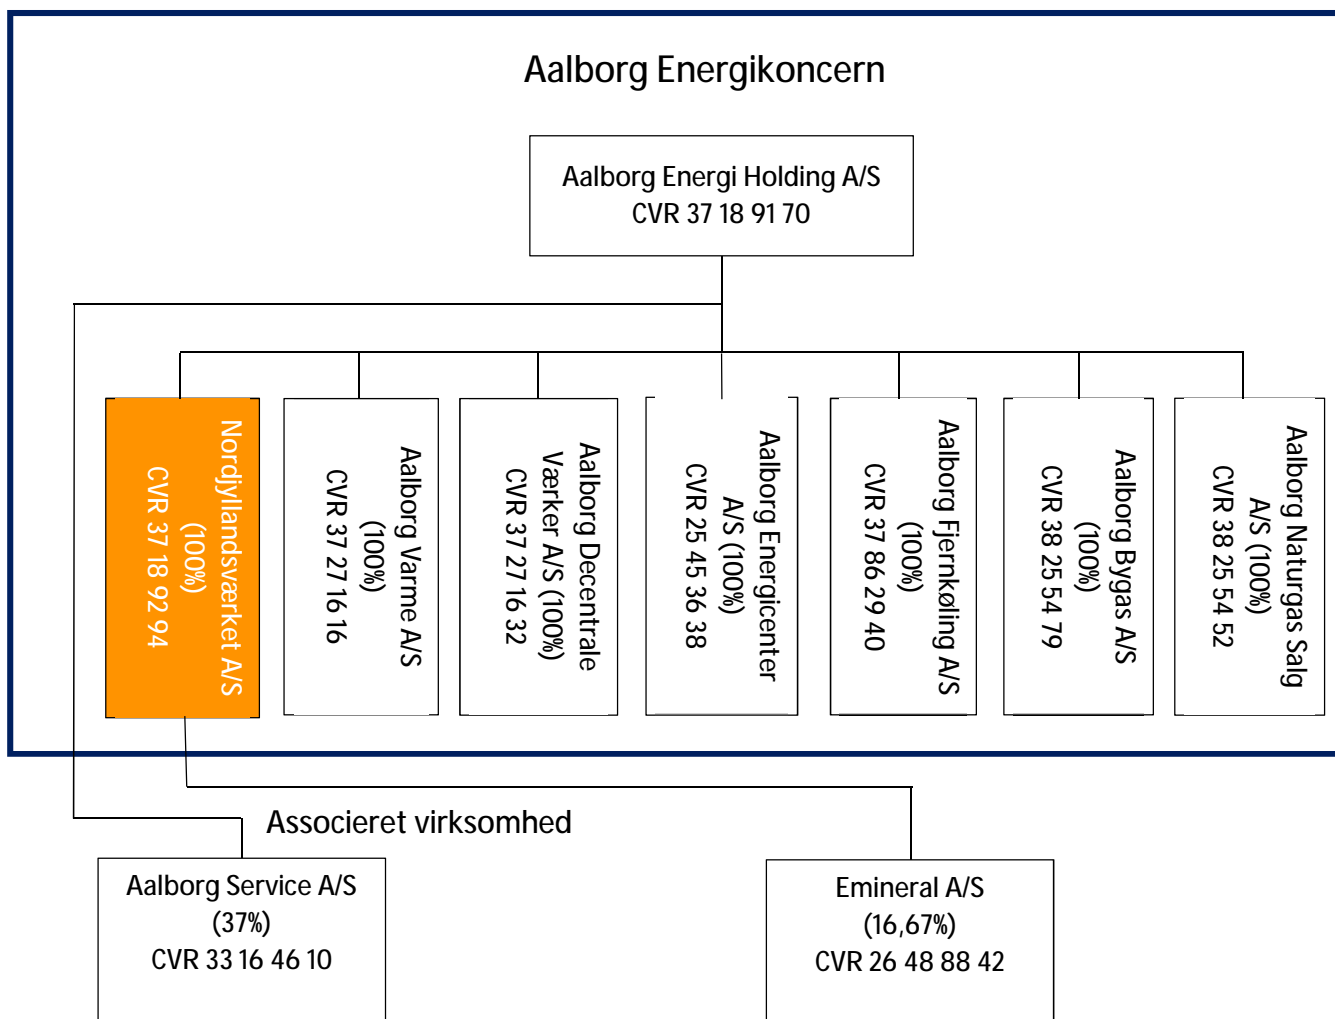 Aalborg Energikoncern
Aalborg Energi Holding A/S
CVR 37 18 91 70
Nordjyllandsværket A/S
(100%)
CVR 37 18 92 94
Aalborg Varme A/S
(100%)
CVR 37 27 16 16
Aalborg Decentrale
Værker A/S (100%)
CVR 37 27 16 32
Aalborg Energicenter
A/S (100%)
CVR 25 45 36 38
Aalborg Fjernkøling A/S
(100%)
CVR 37 86 29 40
Aalborg Bygas A/S
(100%)
CVR 38 25 54 79
Aalborg Naturgas Salg
A/S (100%)
CVR 38 25 54 52
Associeret virksomhed
Aalborg Service A/S
(37%)
CVR 33 16 46 10
Emineral A/S
(16,67%)
CVR 26 48 88 42